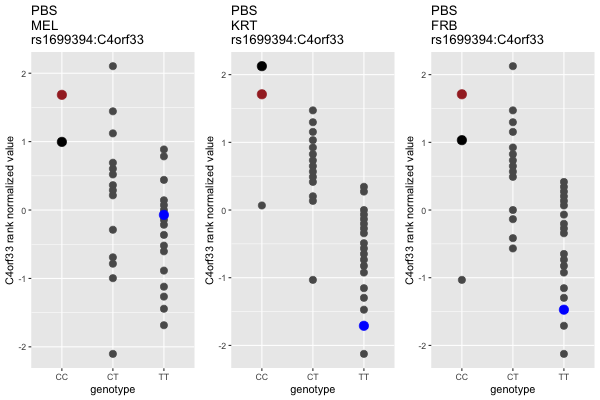 PBS
MEL
rs1699394:C4orf33
C4orf33 rank normalized value
2
1
0
-1
-2
CC CT TT
genotype
PBS
KRT
rs1699394:C4orf33
C4orf33 rank normalized value
2
1
0
-1
-2
CC CT TT
genotype
PBS
FRB
rs1699394:C4orf33
C4orf33 rank normalized value
2
1
0
-1
-2
CC CT TT
genotype